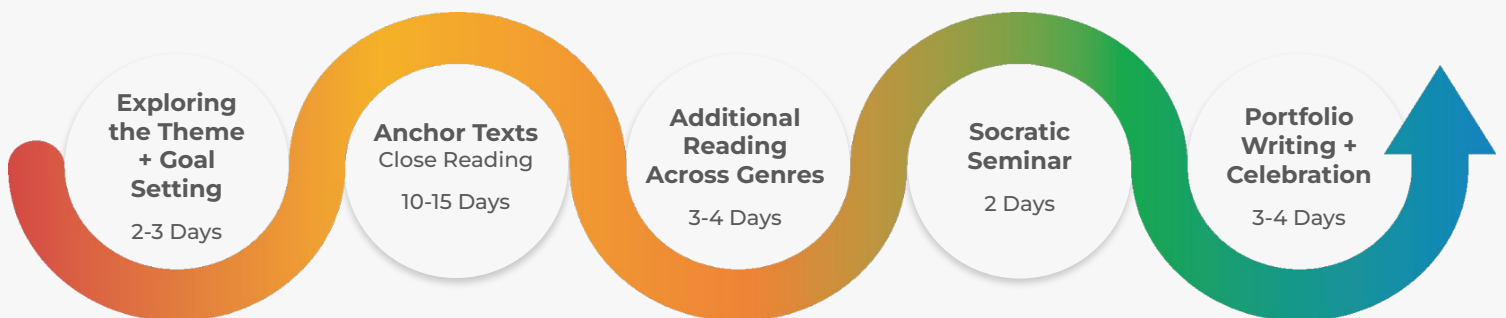 Exploring
the Theme
+ Goal
Setting
2-3 Days
Anchor Texts
Close Reading
10-15 Days
Additional
Reading
Across Genres
3-4 Days
Socratic
Seminar
2 Days
Portfolio
Writing +
Celebration
3-4 Days